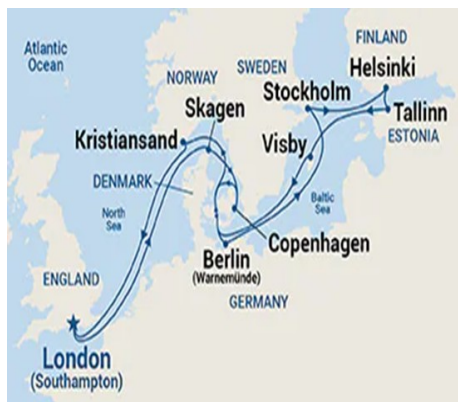 Atlantic
Ocean
FINLAND
SWEDEN
Helsinki
NORWAY
Stockholm
Skagen
Tallinn
Kristiansand
Visby
ESTONIA
DENMARK
Baltic
Sea
North
Sea
Copenhagen
Berlin
(Warnemünde)
ENGLAND
GERMANY
London
(Southampton)